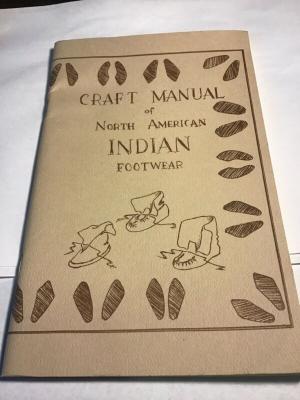 CRAFT MANUAL
of
NORTH AMERICAN
INDIAN
FOOTWEAR